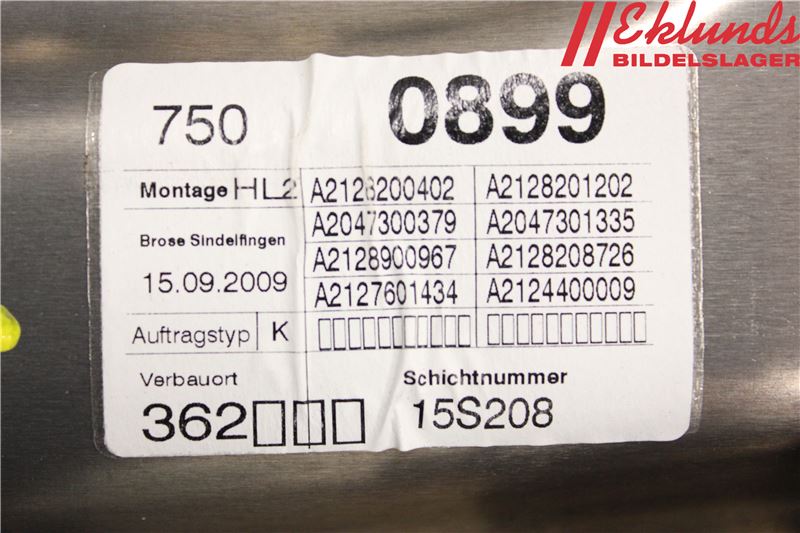 Eklunds
BILDELSLAGER
750 0899
Montage HL2 A2128200402 A2128201202
A2047300379 A2047301335
Brose Sindelfingen A2128900967 A2128208726
15.09.2009 A2127601434 A2124400009
Auftragstyp K
Verbauort Schichtnummer
362 15S208